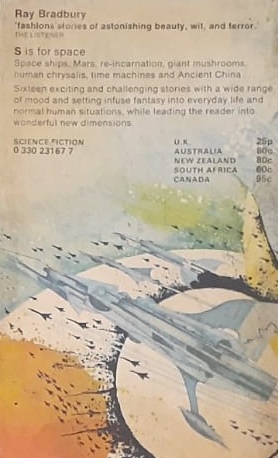 Ray Bradbury
'fashions stories of astonishing beauty, wit, and terror.'
THE LISTENER
S is for space
Space ships, Mars, re-incarnation, giant mushrooms,
human chrysalis, time machines and Ancient China
Sixteen exciting and challenging stories with a wide range
of mood and setting infuse fantasy into everyday life and
normal human situations, while leading the reader into
wonderful new dimensions.
SCIENCE FICTION
0 330 23167 7
U.K. 25p
AUSTRALIA 80c
NEW ZEALAND 80c
SOUTH AFRICA 60c
CANADA 95c